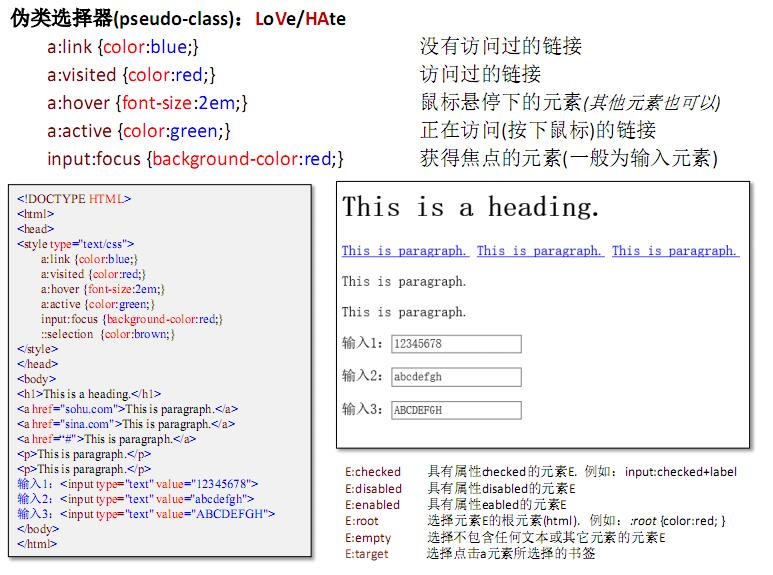 伪类选择器(pseudo-class)：LoVe/HAte
a:link {color:blue;} 没有访问过的链接
a:visited {color:red;} 访问过的链接
a:hover {font-size:2em;} 鼠标悬停下的元素(其他元素也可以)
a:active {color:green;} 正在访问(按下鼠标)的链接
input:focus {background-color:red;} 获得焦点的元素(一般为输入元素)
<!DOCTYPE HTML>
<html>
<head>
<style type="text/css">
a:link {color:blue;}
a:visited {color:red;}
a:hover {font-size:2em;}
a:active {color:green;}
input:focus {background-color:red;}
::selection {color:brown;}
</style>
</head>
<body>
<h1>This is a heading.</h1>
<a href="sohu.com">This is paragraph.</a>
<a href="sina.com">This is paragraph.</a>
<a href="#">This is paragraph.</a>
<p>This is paragraph.</p>
<p>This is paragraph.</p>
输入1：<input type="text" value="12345678">
输入2：<input type="text" value="abcdefgh">
输入3：<input type="text" value="ABCDEFGH">
</body>
</html>
This is a heading.
This is paragraph. This is paragraph. This is paragraph.
This is paragraph.
This is paragraph.
输入1： 12345678
输入2： abcdefgh
输入3： ABCDEFGH
E:checked 具有属性checked的元素E. 例如：input:checked+label
E:disabled 具有属性disabled的元素E
E:enabled 具有属性eabled的元素E
E:root 选择元素E的根元素(html). 例如：:root {color:red; }
E:empty 选择不包含任何文本或其它元素的元素E
E:target 选择点击a元素所选择的书签